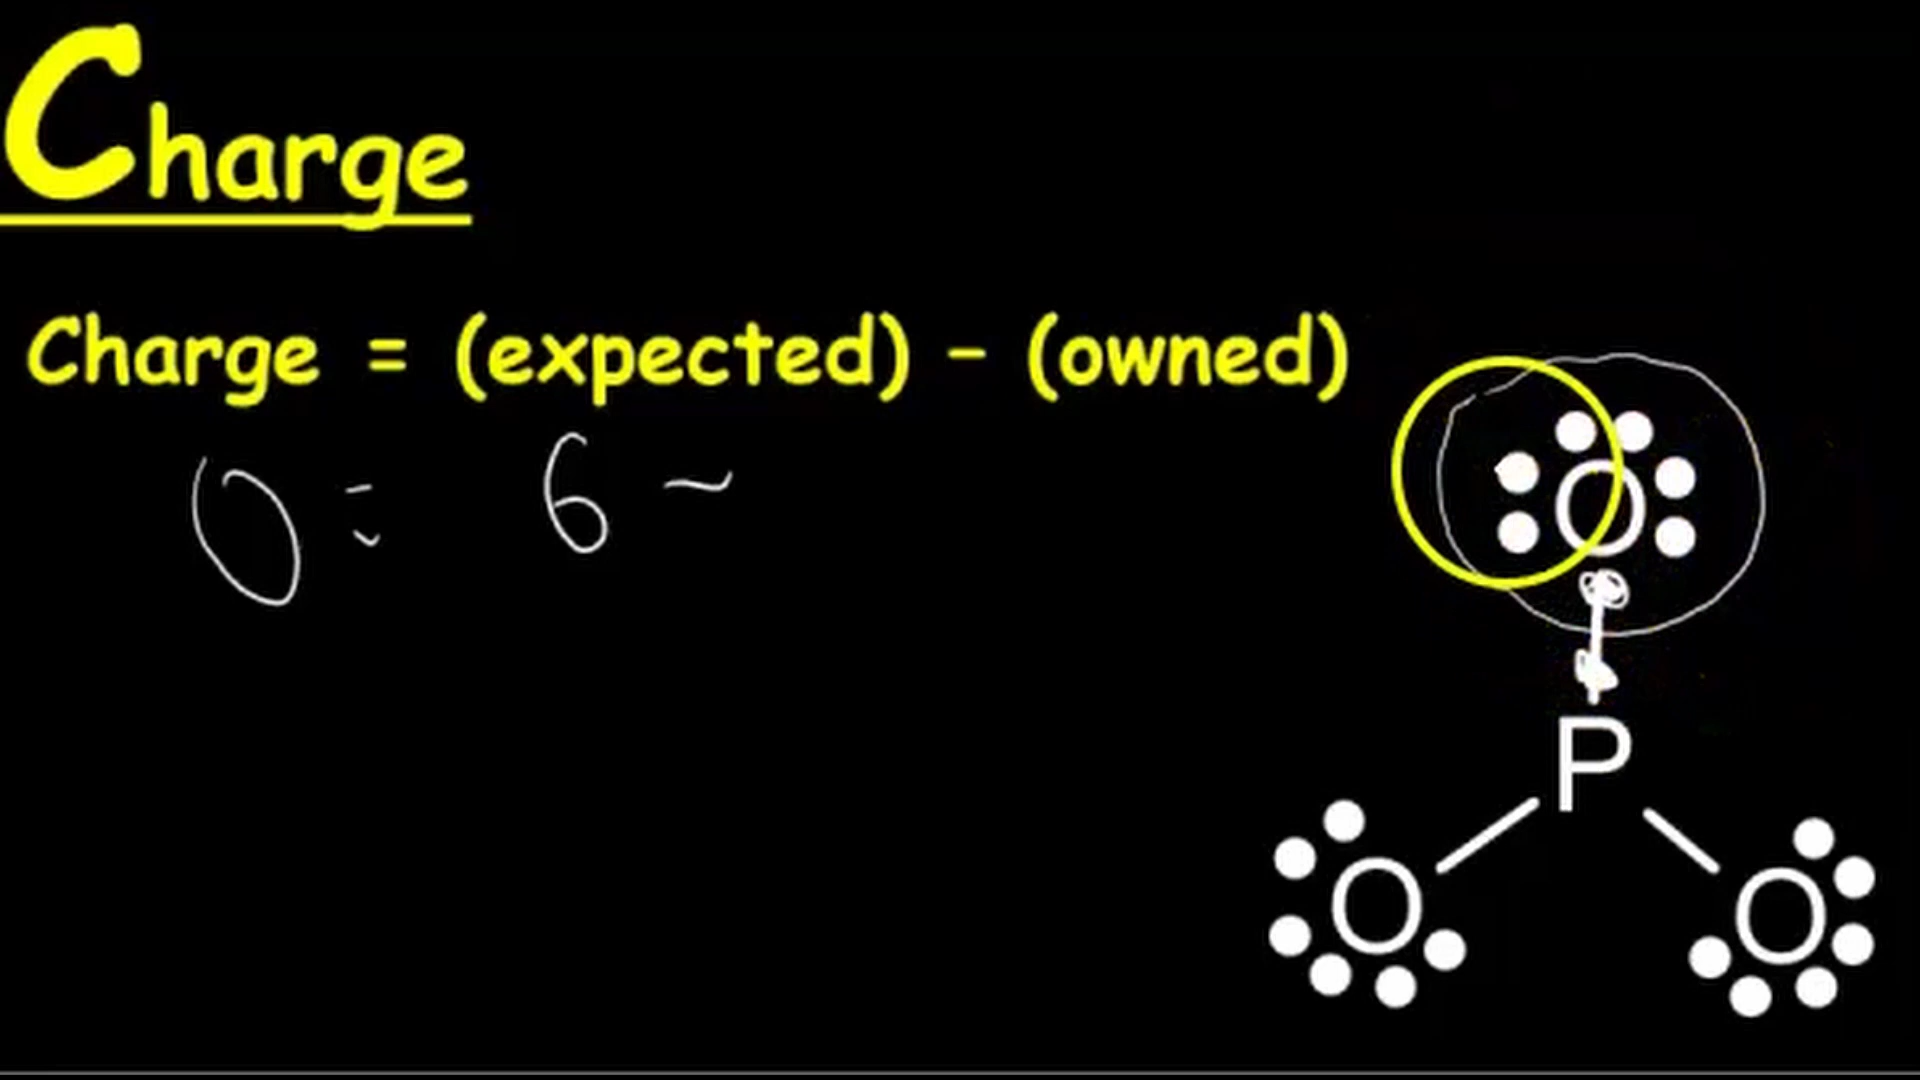 Charge
Charge = (expected) - (owned)
O = 6 -
O
P
O O